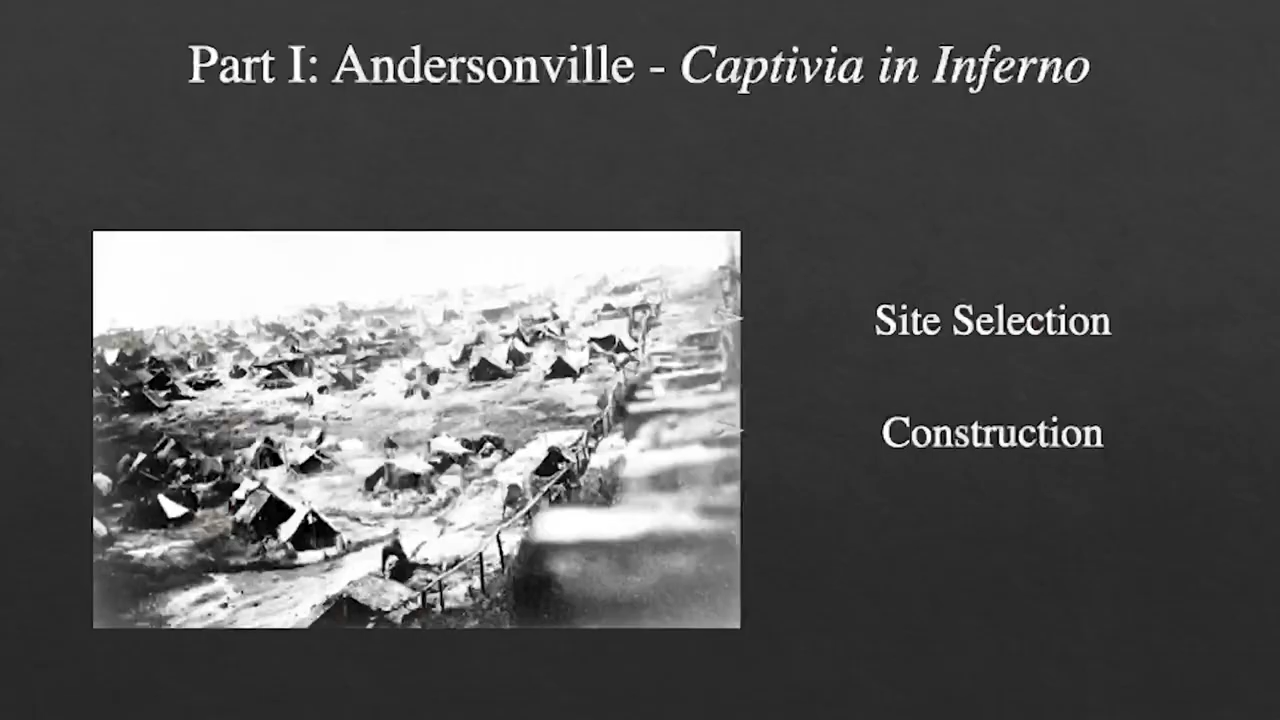 Part I: Andersonville - Captivia in Inferno
Site Selection
Construction